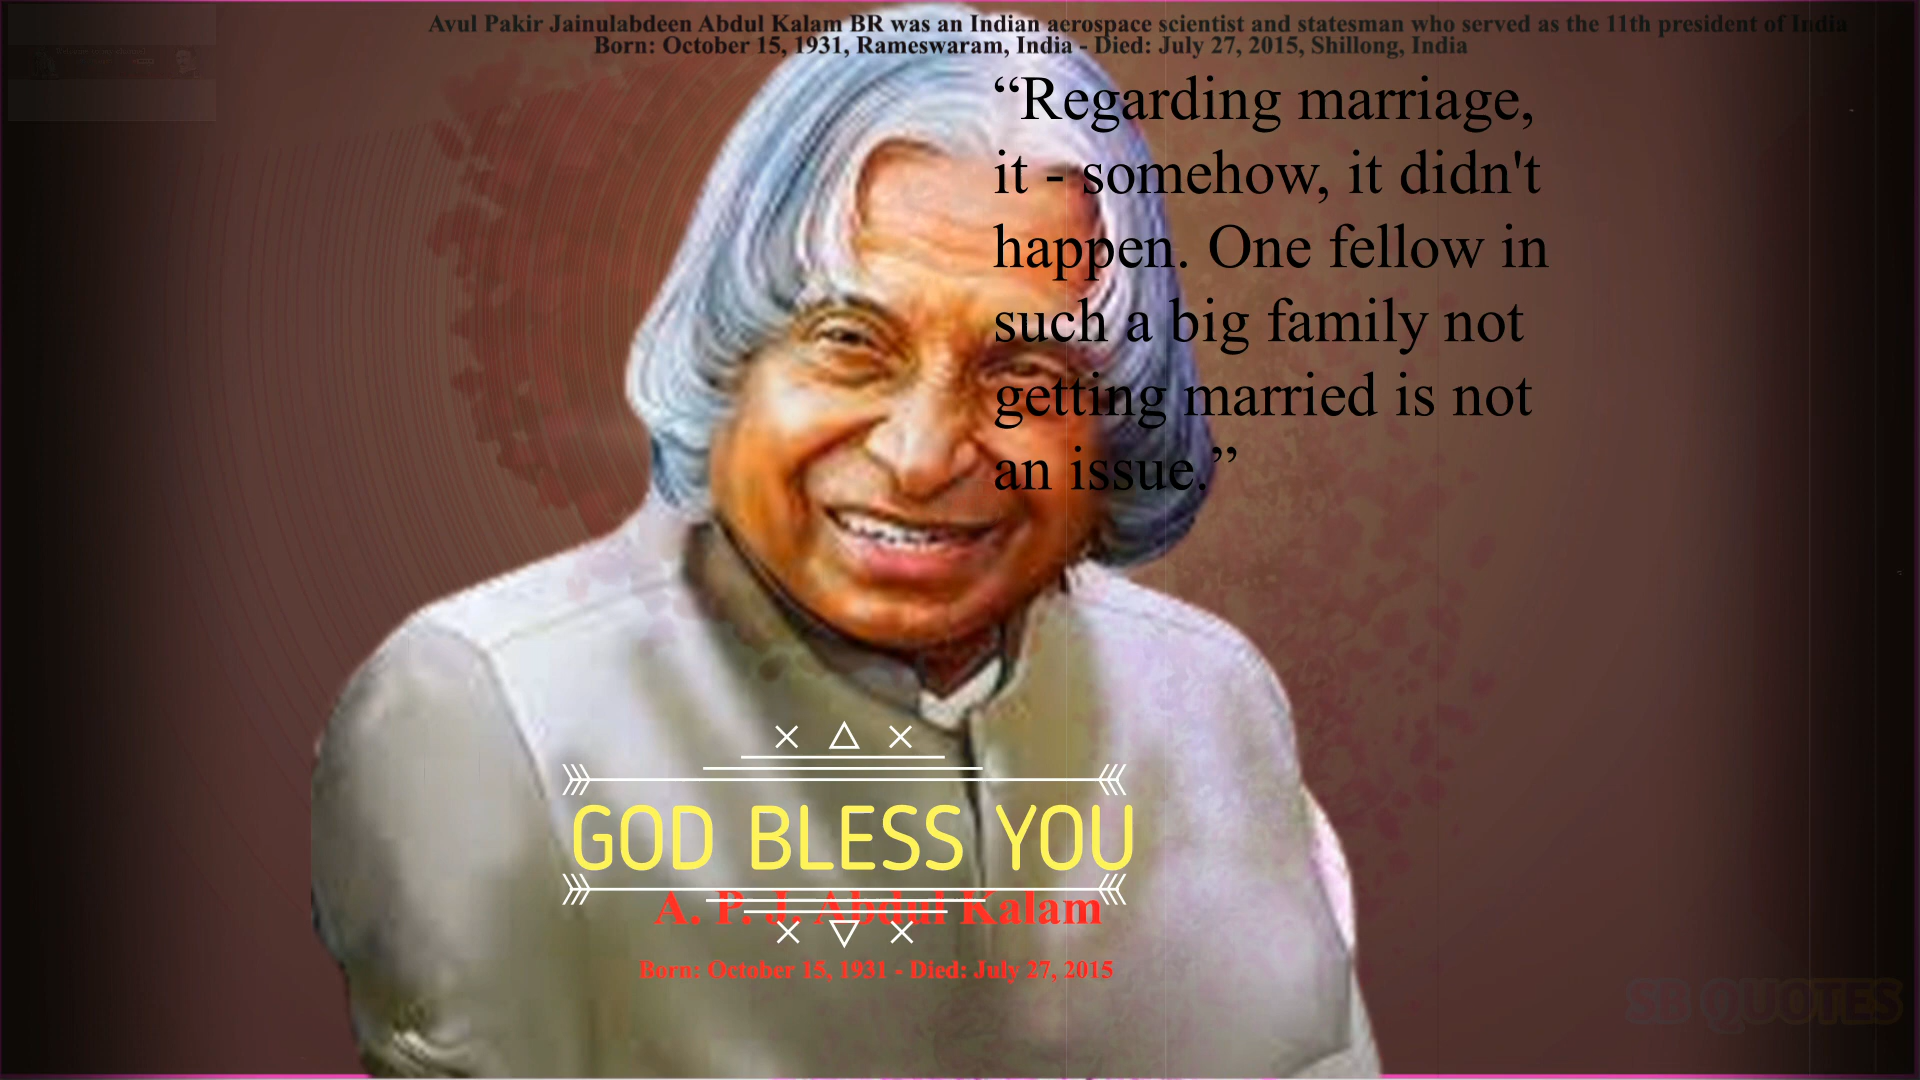 Avul Pakir Jainulabdeen Abdul Kalam BR was an Indian aerospace scientist and statesman who served as the 11th president of India
Born: October 15, 1931, Rameswaram, India - Died: July 27, 2015, Shillong, India
“Regarding marriage,
it - somehow, it didn't
happen. One fellow in
such a big family not
getting married is not
an issue.”
GOD BLESS YOU
A. P. J. Abdul Kalam
Born: October 15, 1931 - Died: July 27, 2015
SB QUOTES